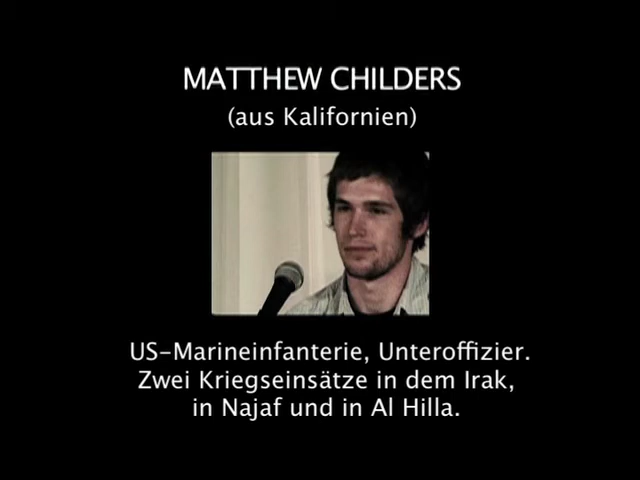 MATTHEW CHILDERS
(aus Kalifornien)
US-Marineinfanterie, Unteroffizier.
Zwei Kriegseinsätze in dem Irak,
in Najaf und in Al Hilla.